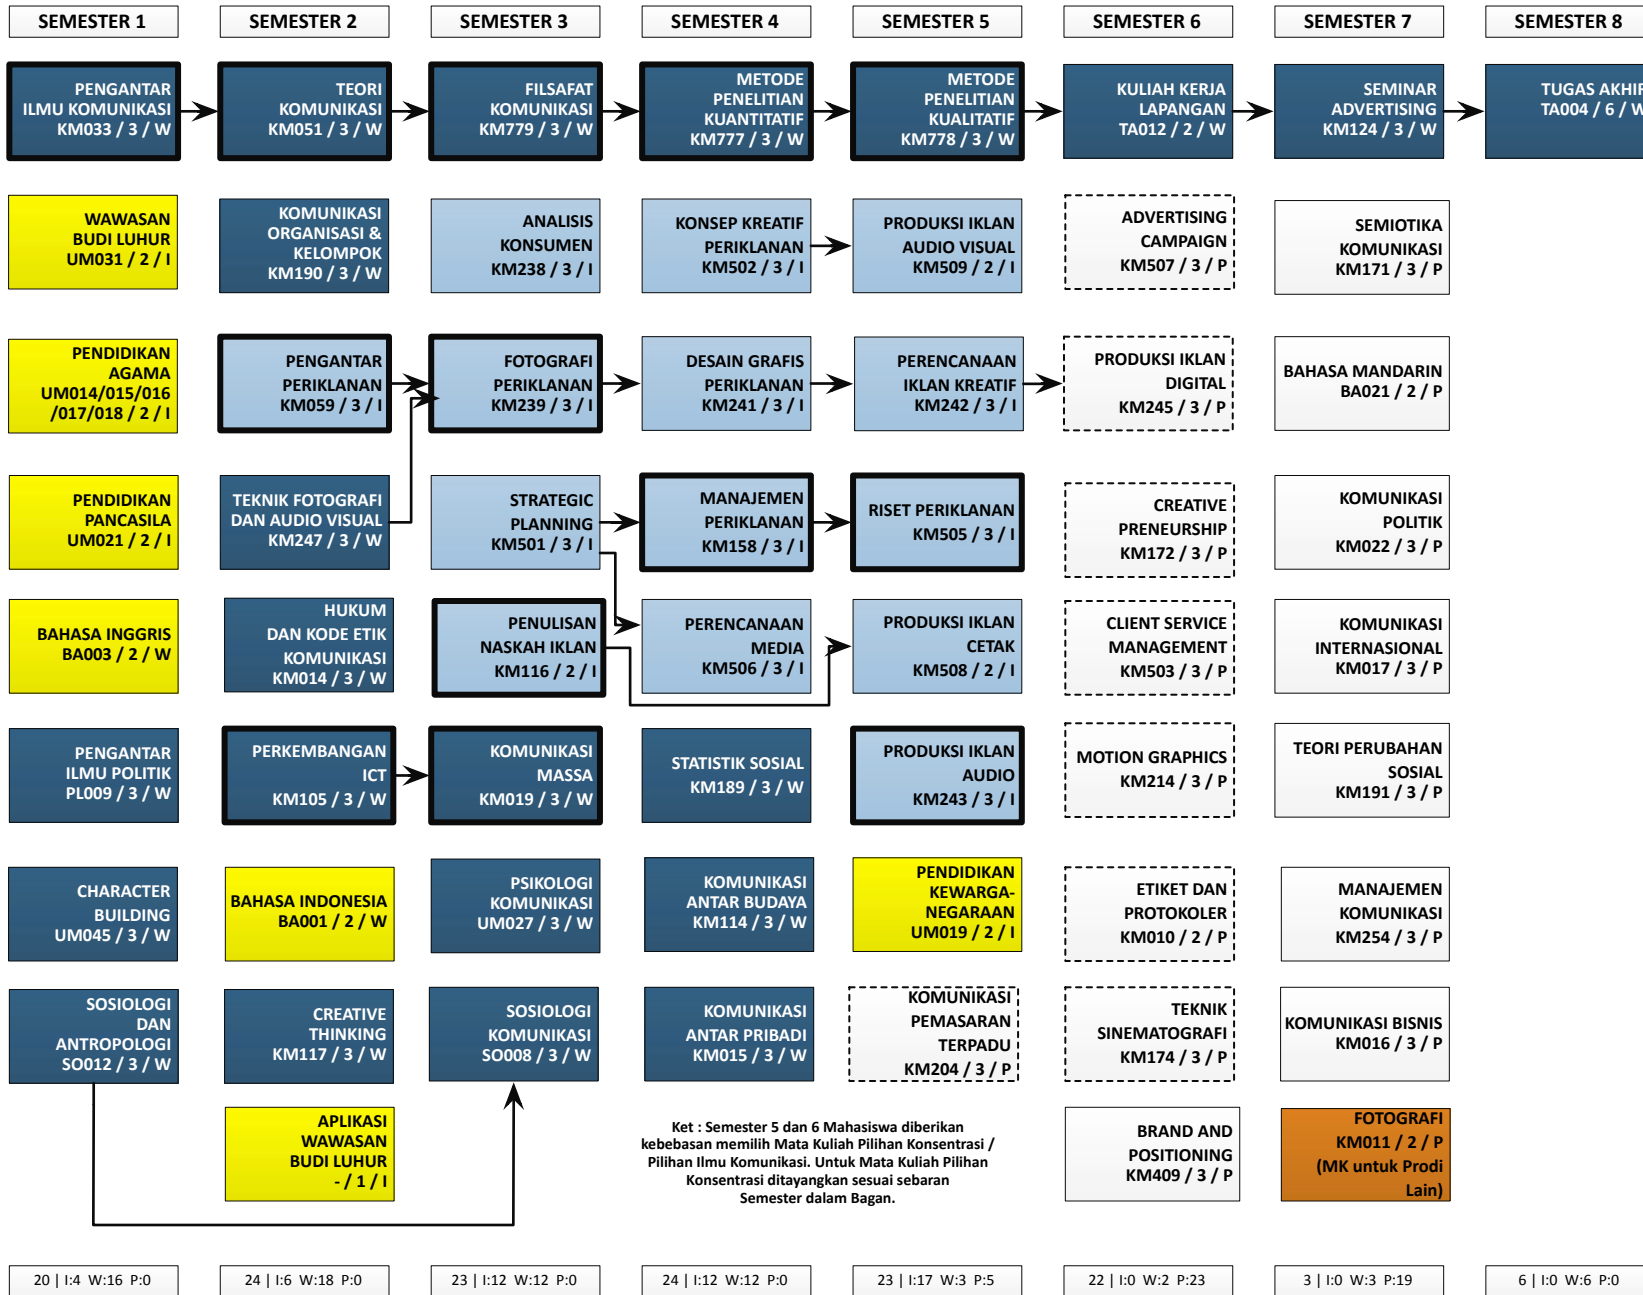 SEMESTER 1
SEMESTER 2
SEMESTER 3
SEMESTER 4
SEMESTER 5
SEMESTER 6
SEMESTER 7
SEMESTER 8
PENGANTAR
ILMU KOMUNIKASI
KM033 / 3 / W
TEORI
KOMUNIKASI
KM051 / 3 / W
FILSAFAT
KOMUNIKASI
KM779 / 3 / W
METODE
PENELITIAN
KUANTITATIF
KM777 / 3 / W
METODE
PENELITIAN
KUALITATIF
KM778 / 3 / W
KULIAH KERJA
LAPANGAN
TA012 / 2 / W
SEMINAR
ADVERTISING
KM124 / 3 / W
TUGAS AKHIR
TA004 / 6 / W
WAWASAN
BUDI LUHUR
UM031 / 2 / I
KOMUNIKASI
ORGANISASI &
KELOMPOK
KM190 / 3 / W
ANALISIS
KONSUMEN
KM238 / 3 / I
KONSEP KREATIF
PERIKLANAN
KM502 / 3 / I
PRODUKSI IKLAN
AUDIO VISUAL
KM509 / 2 / I
ADVERTISING
CAMPAIGN
KM507 / 3 / P
SEMIOTIKA
KOMUNIKASI
KM171 / 3 / P
PENDIDIKAN
AGAMA
UM014/015/016
/017/018 / 2 / I
PENGANTAR
PERIKLANAN
KM059 / 3 / I
FOTOGRAFI
PERIKLANAN
KM239 / 3 / I
DESAIN GRAFIS
PERIKLANAN
KM241 / 3 / I
PERENCANAAN
IKLAN KREATIF
KM242 / 3 / I
PRODUKSI IKLAN
DIGITAL
KM245 / 3 / P
BAHASA MANDARIN
BA021 / 2 / P
PENDIDIKAN
PANCASILA
UM021 / 2 / I
TEKNIK FOTOGRAFI
DAN AUDIO VISUAL
KM247 / 3 / W
STRATEGIC
PLANNING
KM501 / 3 / I
MANAJEMEN
PERIKLANAN
KM158 / 3 / I
RISET PERIKLANAN
KM505 / 3 / I
CREATIVE
PRENEURSHIP
KM172 / 3 / P
KOMUNIKASI
POLITIK
KM022 / 3 / P
BAHASA INGGRIS
BA003 / 2 / W
HUKUM
DAN KODE ETIK
KOMUNIKASI
KM014 / 3 / W
PENULISAN
NASKAH IKLAN
KM116 / 2 / I
PERENCANAAN
MEDIA
KM506 / 3 / I
PRODUKSI IKLAN
CETAK
KM508 / 2 / I
CLIENT SERVICE
MANAGEMENT
KM503 / 3 / P
KOMUNIKASI
INTERNASIONAL
KM017 / 3 / P
PENGANTAR
ILMU POLITIK
PL009 / 3 / W
PERKEMBANGAN
ICT
KM105 / 3 / W
KOMUNIKASI
MASSA
KM019 / 3 / W
STATISTIK SOSIAL
KM189 / 3 / W
PRODUKSI IKLAN
AUDIO
KM243 / 3 / I
MOTION GRAPHICS
KM214 / 3 / P
TEORI PERUBAHAN
SOSIAL
KM191 / 3 / P
CHARACTER
BUILDING
UM045 / 3 / W
BAHASA INDONESIA
BA001 / 2 / W
PSIKOLOGI
KOMUNIKASI
UM027 / 3 / W
KOMUNIKASI
ANTAR BUDAYA
KM114 / 3 / W
PENDIDIKAN
KEWARGA-
NEGARAAN
UM019 / 2 / I
ETIKET DAN
PROTOKOLER
KM010 / 2 / P
MANAJEMEN
KOMUNIKASI
KM254 / 3 / P
SOSIOLOGI
DAN
ANTROPOLOGI
SO012 / 3 / W
CREATIVE
THINKING
KM117 / 3 / W
SOSIOLOGI
KOMUNIKASI
SO008 / 3 / W
KOMUNIKASI
ANTAR PRIBADI
KM015 / 3 / W
KOMUNIKASI
PEMASARAN
TERPADU
KM204 / 3 / P
TEKNIK
SINEMATOGRAFI
KM174 / 3 / P
KOMUNIKASI BISNIS
KM016 / 3 / P
APLIKASI
WAWASAN
BUDI LUHUR
- / 1 / I
Ket : Semester 5 dan 6 Mahasiswa diberikan
kebebasan memilih Mata Kuliah Pilihan Konsentrasi /
Pilihan Ilmu Komunikasi. Untuk Mata Kuliah Pilihan
Konsentrasi ditayangkan sesuai sebaran
Semester dalam Bagan.
BRAND AND
POSITIONING
KM409 / 3 / P
FOTOGRAFI
KM011 / 2 / P
(MK untuk Prodi
Lain)
20 | I:4 W:16 P:0
24 | I:6 W:18 P:0
23 | I:12 W:12 P:0
24 | I:12 W:12 P:0
23 | I:17 W:3 P:5
22 | I:0 W:2 P:23
3 | I:0 W:3 P:19
6 | I:0 W:6 P:0